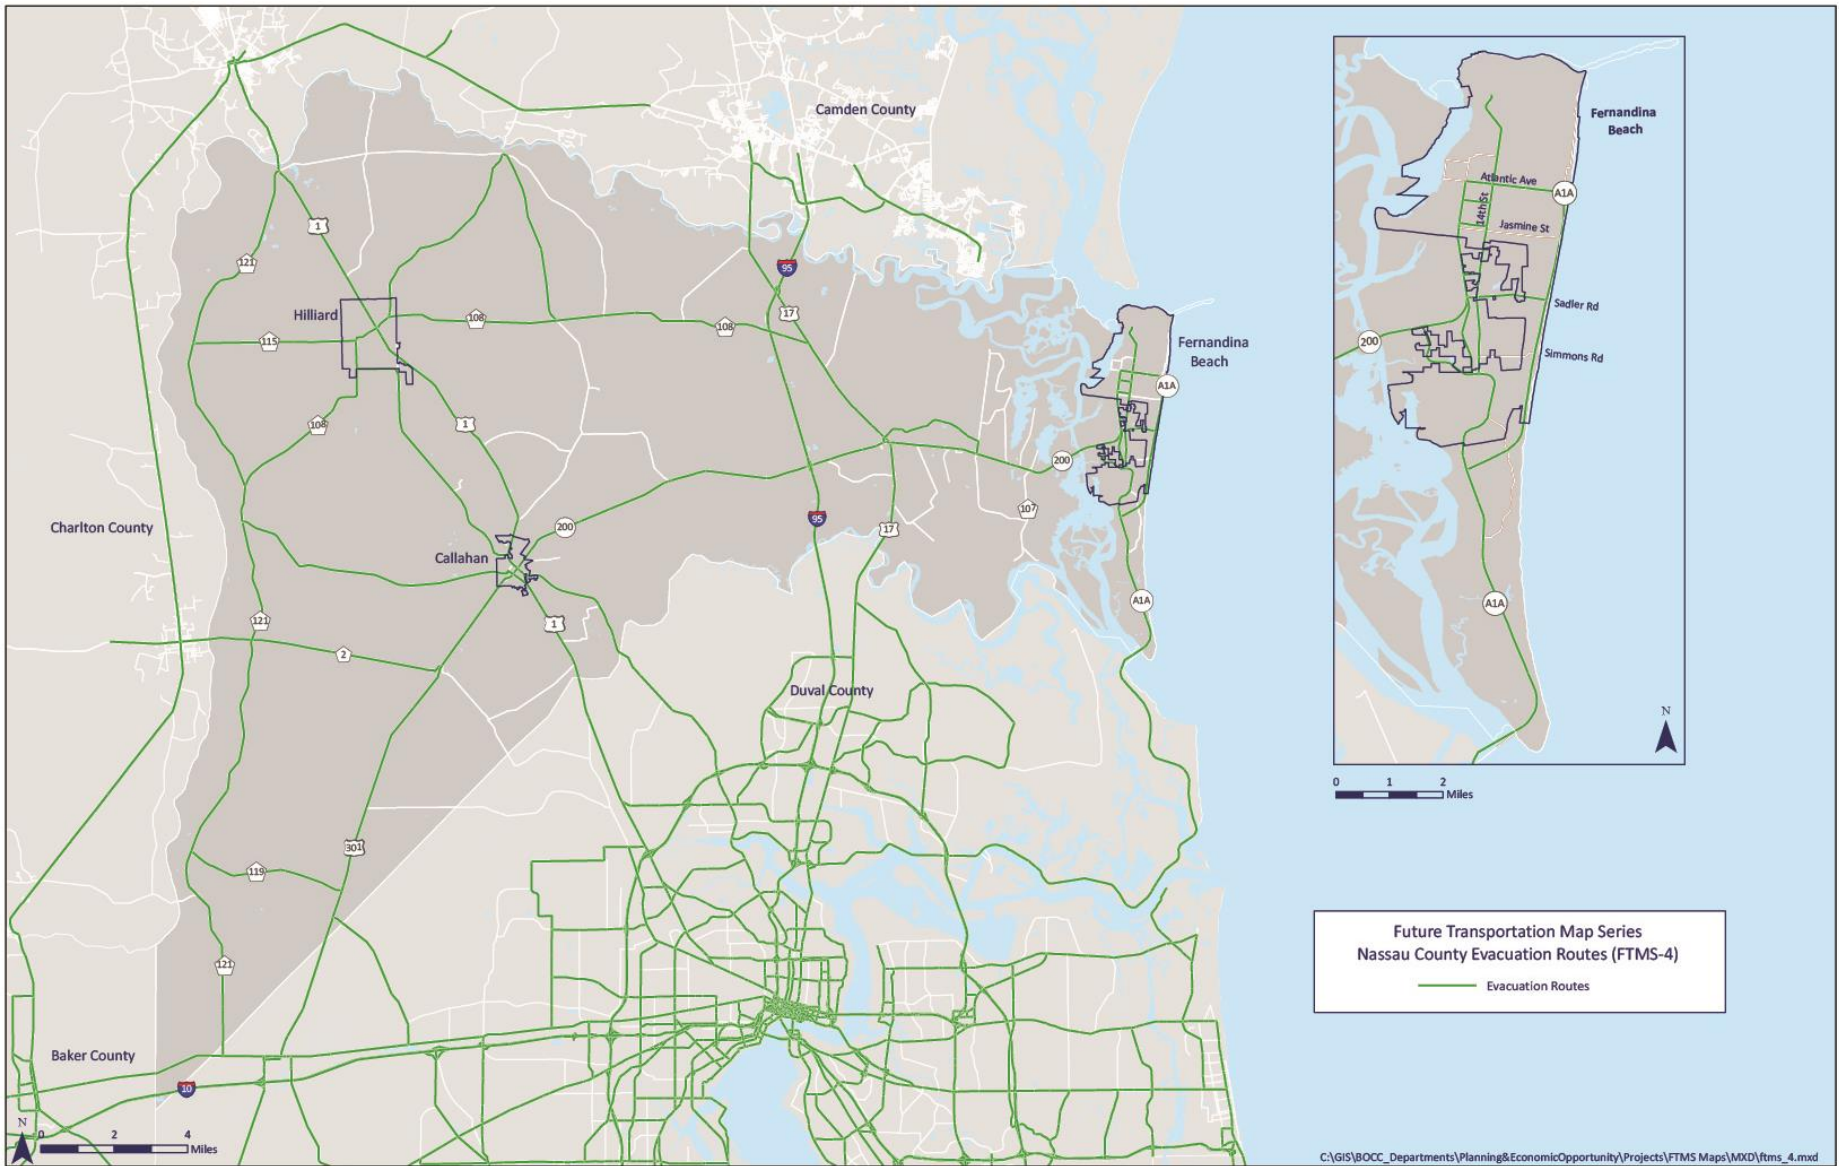 Camden County
1
121
95
Hilliard
108
108
17
115
Fernandina
Beach
A1A
108
1
200
107
Charlton County
95
17
200
Callahan
A1A
121
1
2
Duval County
301
119
121
Baker County
10
N
0 2 4
Miles
Fernandina
Beach
Atlantic Ave
A1A
14th St
Jasmine St
Sadler Rd
200
Simmons Rd
A1A
N
0 1 2
Miles
Future Transportation Map Series
Nassau County Evacuation Routes (FTMS-4)
Evacuation Routes
C:\GIS\BOCC_Departments\Planning&EconomicOpportunity\Projects\FTMS Maps\MXD\ftms_4.mxd